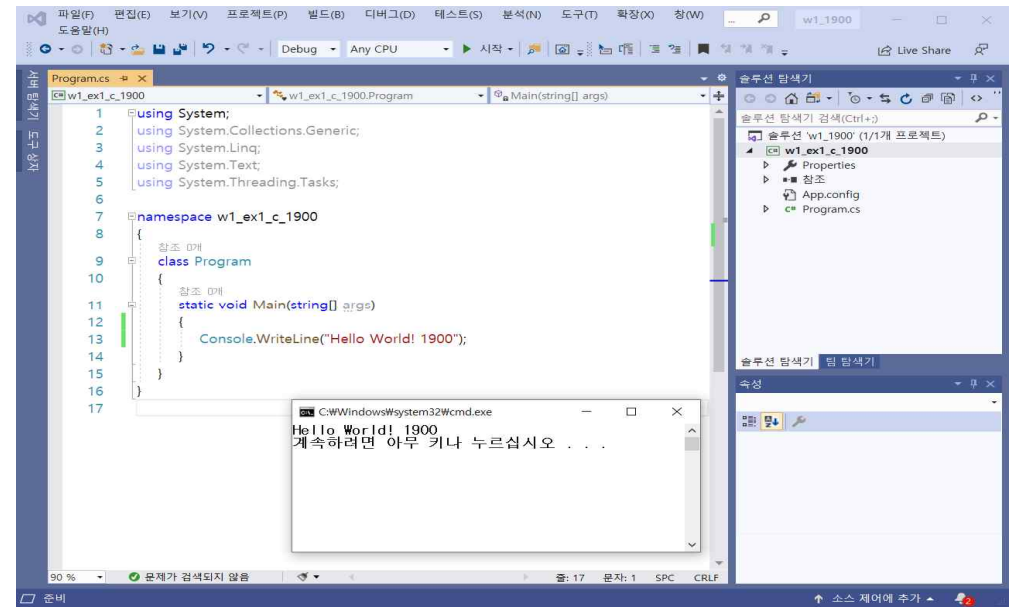 파일(F) 편집(E) 보기(V) 프로젝트(P) 빌드(B) 디버그(D) 테스트(S) 분석(N) 도구(T) 확장(X) 창(W) ... w1_1900
도움말(H)
Debug Any CPU 시작 Live Share
서버 탐색기
도구 상자
Program.cs
w1_ex1_c_1900 w1_ex1_c_1900.Program Main(string[] args)
1 using System;
2 using System.Collections.Generic;
3 using System.Linq;
4 using System.Text;
5 using System.Threading.Tasks;
6
7 namespace w1_ex1_c_1900
8 {
참조 0개
9 class Program
10 {
참조 0개
11 static void Main(string[] args)
12 {
13 Console.WriteLine("Hello World! 1900");
14 }
15 }
16 }
17
C:₩Windows₩system32₩cmd.exe
Hello World! 1900
계속하려면 아무 키나 누르십시오 . . .
90 % 문제가 검색되지 않음 줄: 17 문자: 1 SPC CRLF
솔루션 탐색기
솔루션 탐색기 검색(Ctrl+;)
솔루션 'w1_1900' (1/1개 프로젝트)
w1_ex1_c_1900
Properties
참조
App.config
C# Program.cs
솔루션 탐색기 팀 탐색기
속성
준비 소스 제어에 추가 2